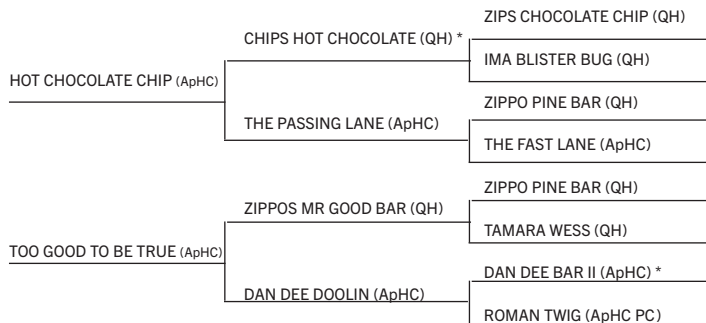 ZIPS CHOCOLATE CHIP (QH)
CHIPS HOT CHOCOLATE (QH) *
IMA BLISTER BUG (QH)
HOT CHOCOLATE CHIP (ApHC)
ZIPPO PINE BAR (QH)
THE PASSING LANE (ApHC)
THE FAST LANE (ApHC)
ZIPPO PINE BAR (QH)
ZIPPOS MR GOOD BAR (QH)
TAMARA WESS (QH)
TOO GOOD TO BE TRUE (ApHC)
DAN DEE BAR II (ApHC) *
DAN DEE DOOLIN (ApHC)
ROMAN TWIG (ApHC PC)